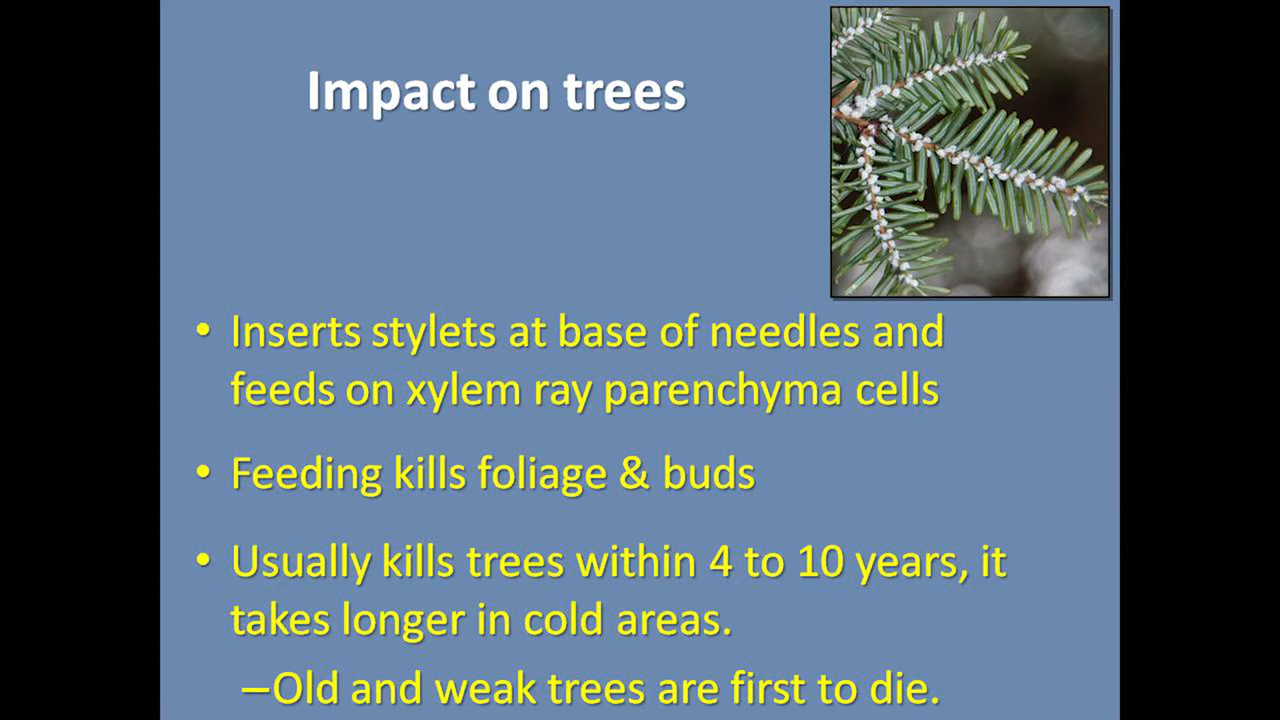 Impact on trees
• Inserts stylets at base of needles and
feeds on xylem ray parenchyma cells
• Feeding kills foliage & buds
• Usually kills trees within 4 to 10 years, it
takes longer in cold areas.
–Old and weak trees are first to die.